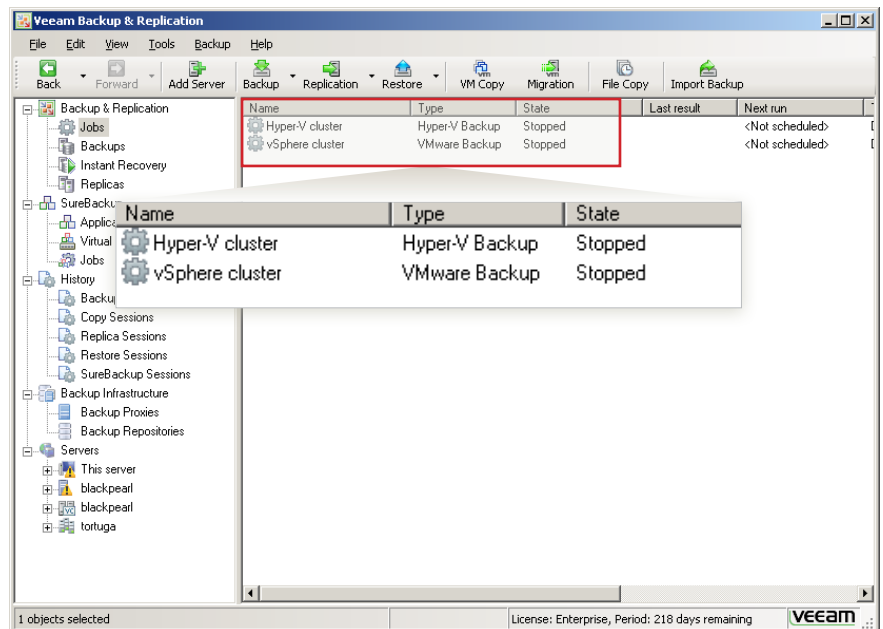 Veeam Backup & Replication
File Edit View Tools Backup Help
Back Forward Add Server Backup Replication Restore VM Copy Migration File Copy Import Backup
Backup & Replication
Jobs
Backups
Instant Recovery
Replicas
SureBackup
Applica
Virtual
Jobs
History
Backup
Copy Sessions
Replica Sessions
Restore Sessions
SureBackup Sessions
Backup Infrastructure
Backup Proxies
Backup Repositories
Servers
This server
blackpearl
blackpearl
tortuga
Name Type State Last result Next run
Hyper-V cluster Hyper-V Backup Stopped <Not scheduled>
vSphere cluster VMware Backup Stopped <Not scheduled>
Name Type State
Hyper-V cluster Hyper-V Backup Stopped
vSphere cluster VMware Backup Stopped
1 objects selected License: Enterprise, Period: 218 days remaining veeam